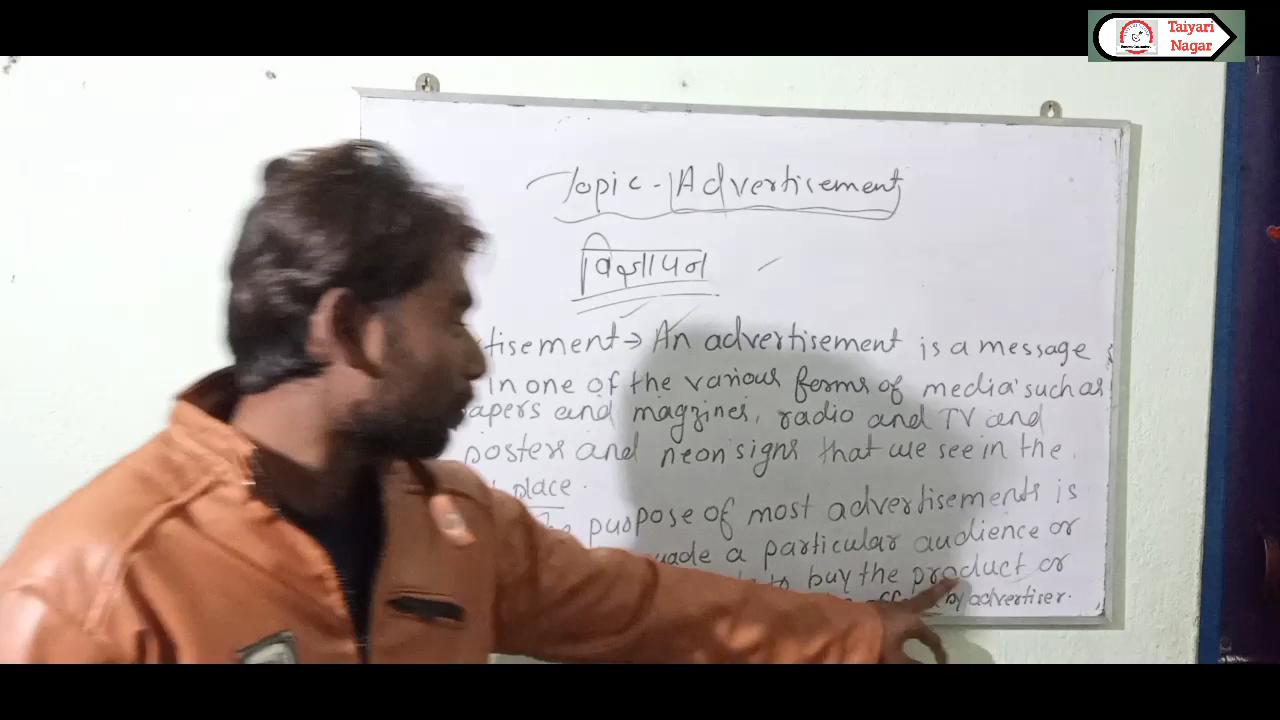 Taiyari
Nagar
Topic - Advertisement
विज्ञापन
tisement → An advertisement is a message
in one of the various forms of media such as
apers and magzines, radio and TV and
posters and neon signs that we see in the
place.
purpose of most advertisements is
uade a particular audience or
to buy the product or
by advertiser.